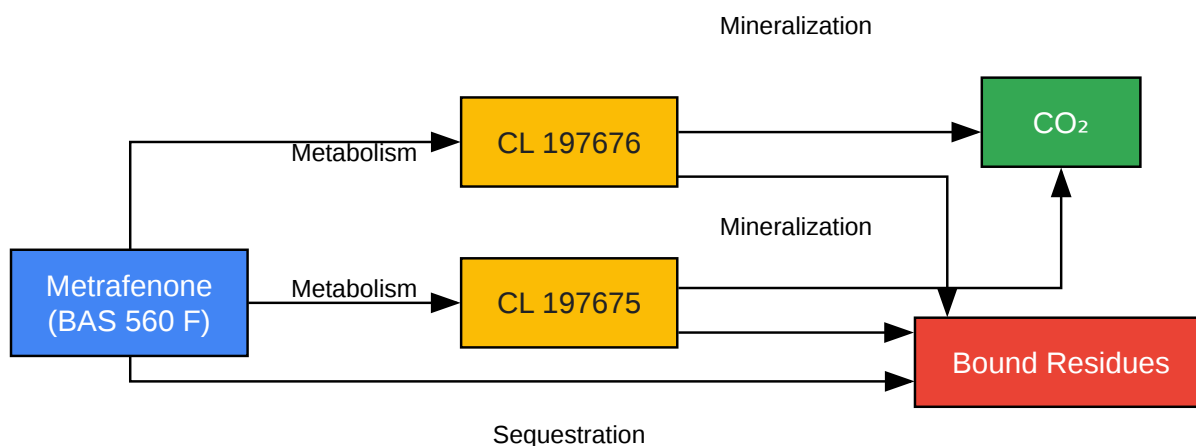 Mineralization
CL 197676
CO₂
Metabolism
Mineralization
Metrafenone
(BAS 560 F)
Metabolism
CL 197675
Bound Residues
Sequestration